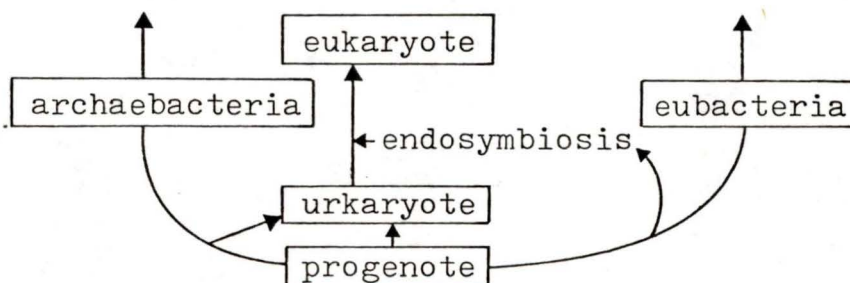 eukaryote
archaebacteria
eubacteria
endosymbiosis
urkaryote
progenote